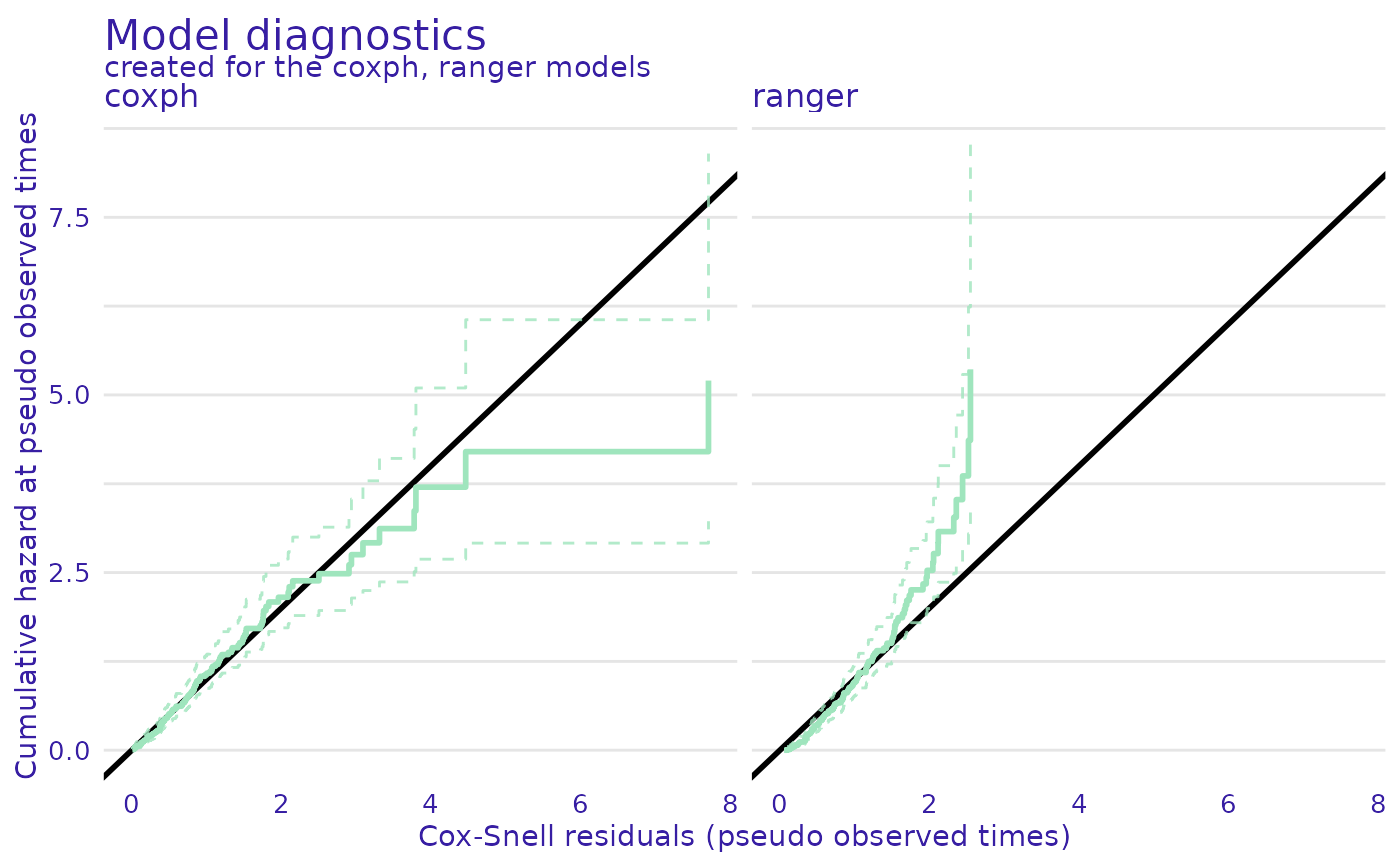 Model diagnostics
created for the coxph, ranger models
coxph
ranger
Cumulative hazard at pseudo observed times
7.5
5.0
2.5
0.0
0 2 4 6 8
0 2 4 6 8
Cox-Snell residuals (pseudo observed times)